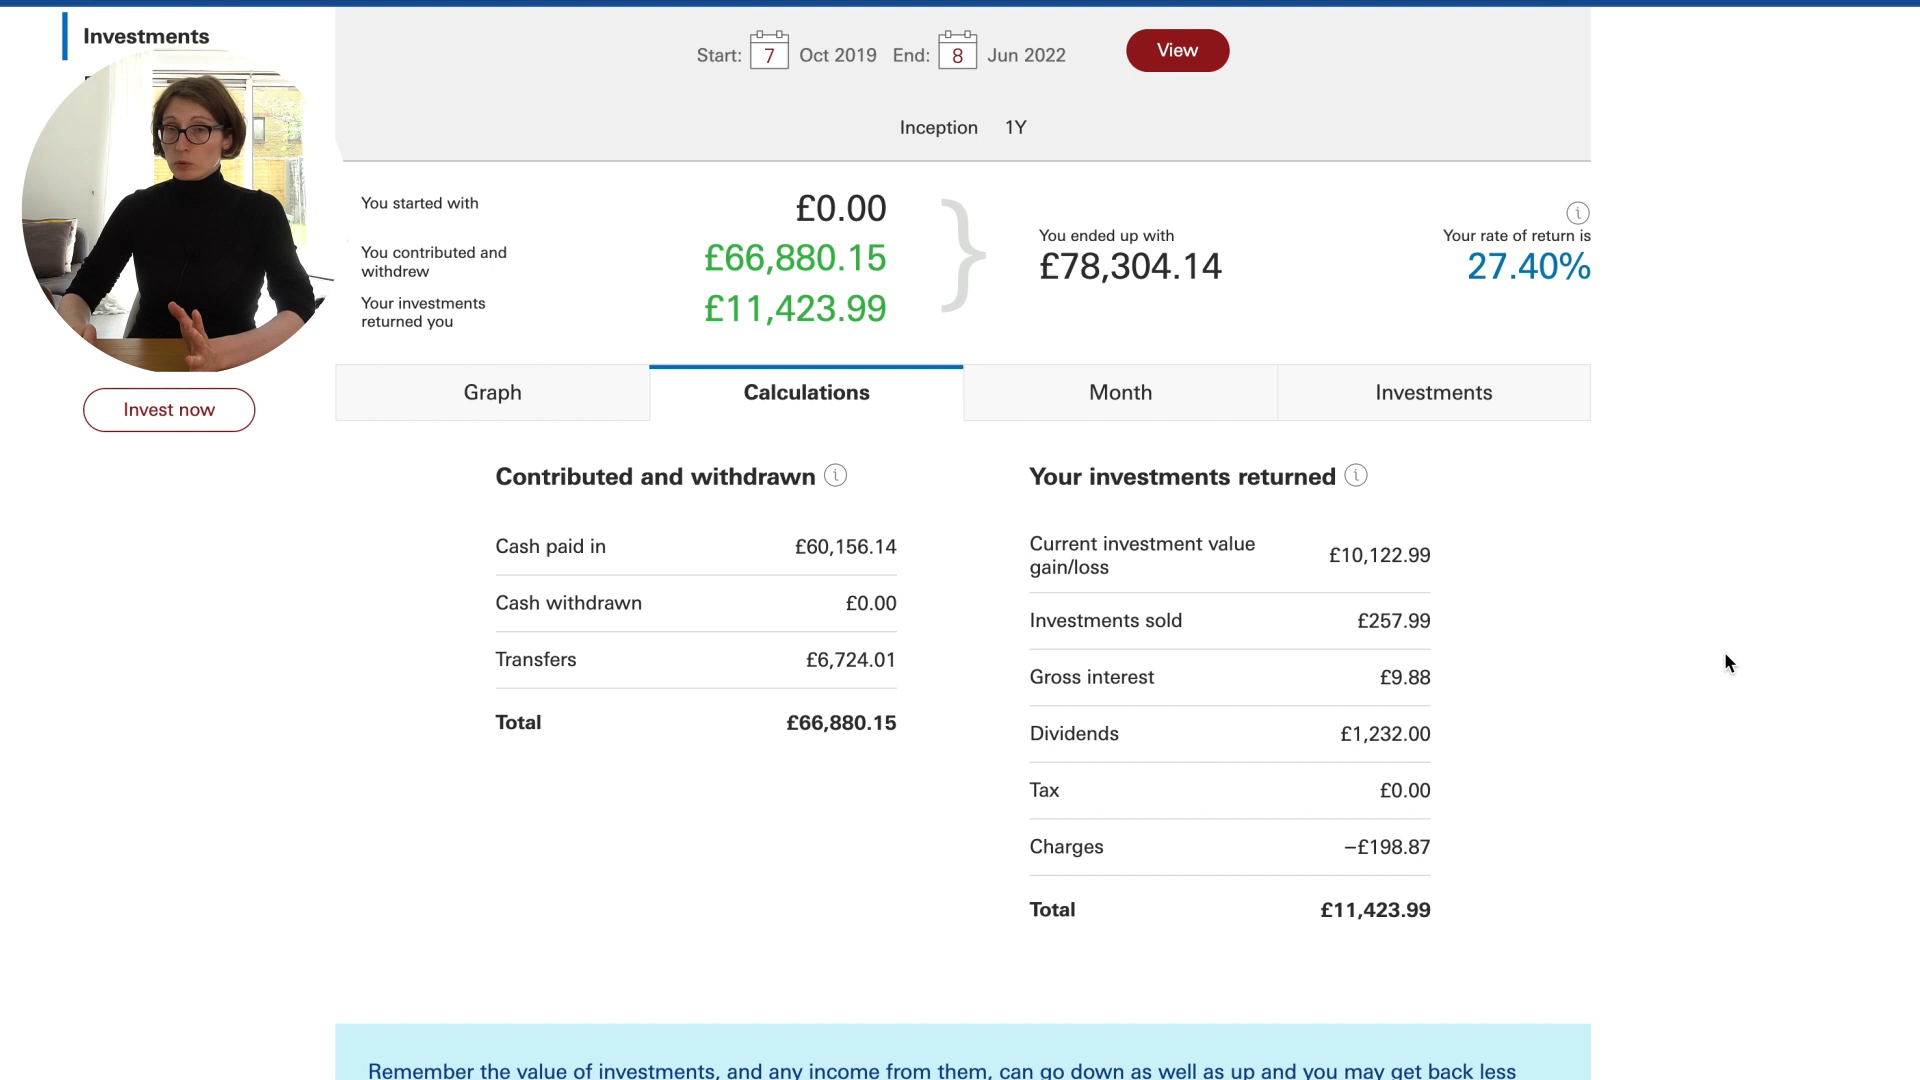 Investments
Start: 7 Oct 2019 End: 8 Jun 2022 View
Inception 1Y
You started with £0.00
You contributed and
withdrew £66,880.15
Your investments
returned you £11,423.99
You ended up with
£78,304.14
Your rate of return is
27.40%
Invest now
Graph Calculations Month Investments
Contributed and withdrawn
Cash paid in £60,156.14
Cash withdrawn £0.00
Transfers £6,724.01
Total £66,880.15
Your investments returned
Current investment value
gain/loss £10,122.99
Investments sold £257.99
Gross interest £9.88
Dividends £1,232.00
Tax £0.00
Charges –£198.87
Total £11,423.99
Remember the value of investments, and any income from them, can go down as well as up and you may get back less